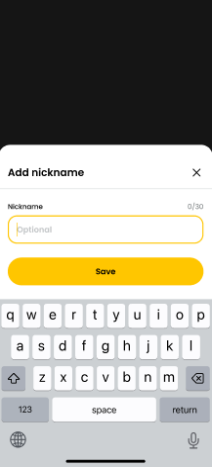 Add nickname
Nickname 0/30
Optional
Save
q w e r t y u i o p
a s d f g h j k l
z x c v b n m
123 space return